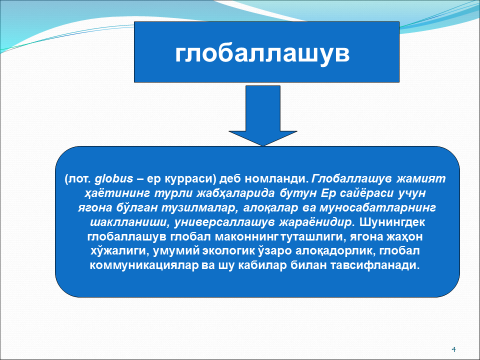 глобаллашув
(лот. globus – ер курраси) деб номланди. Глобаллашув жамият
ҳаётининг турли жабҳаларида бутун Ер сайёраси учун
ягона бўлган тузилмалар, алоқалар ва муносабатларнинг
шаклланиши, универсаллашув жараёнидир. Шунингдек
глобаллашув глобал маконнинг туташлиги, ягона жаҳон
хўжалиги, умумий экологик ўзаро алоқадорлик, глобал
коммуникациялар ва шу кабилар билан тавсифланади.
4